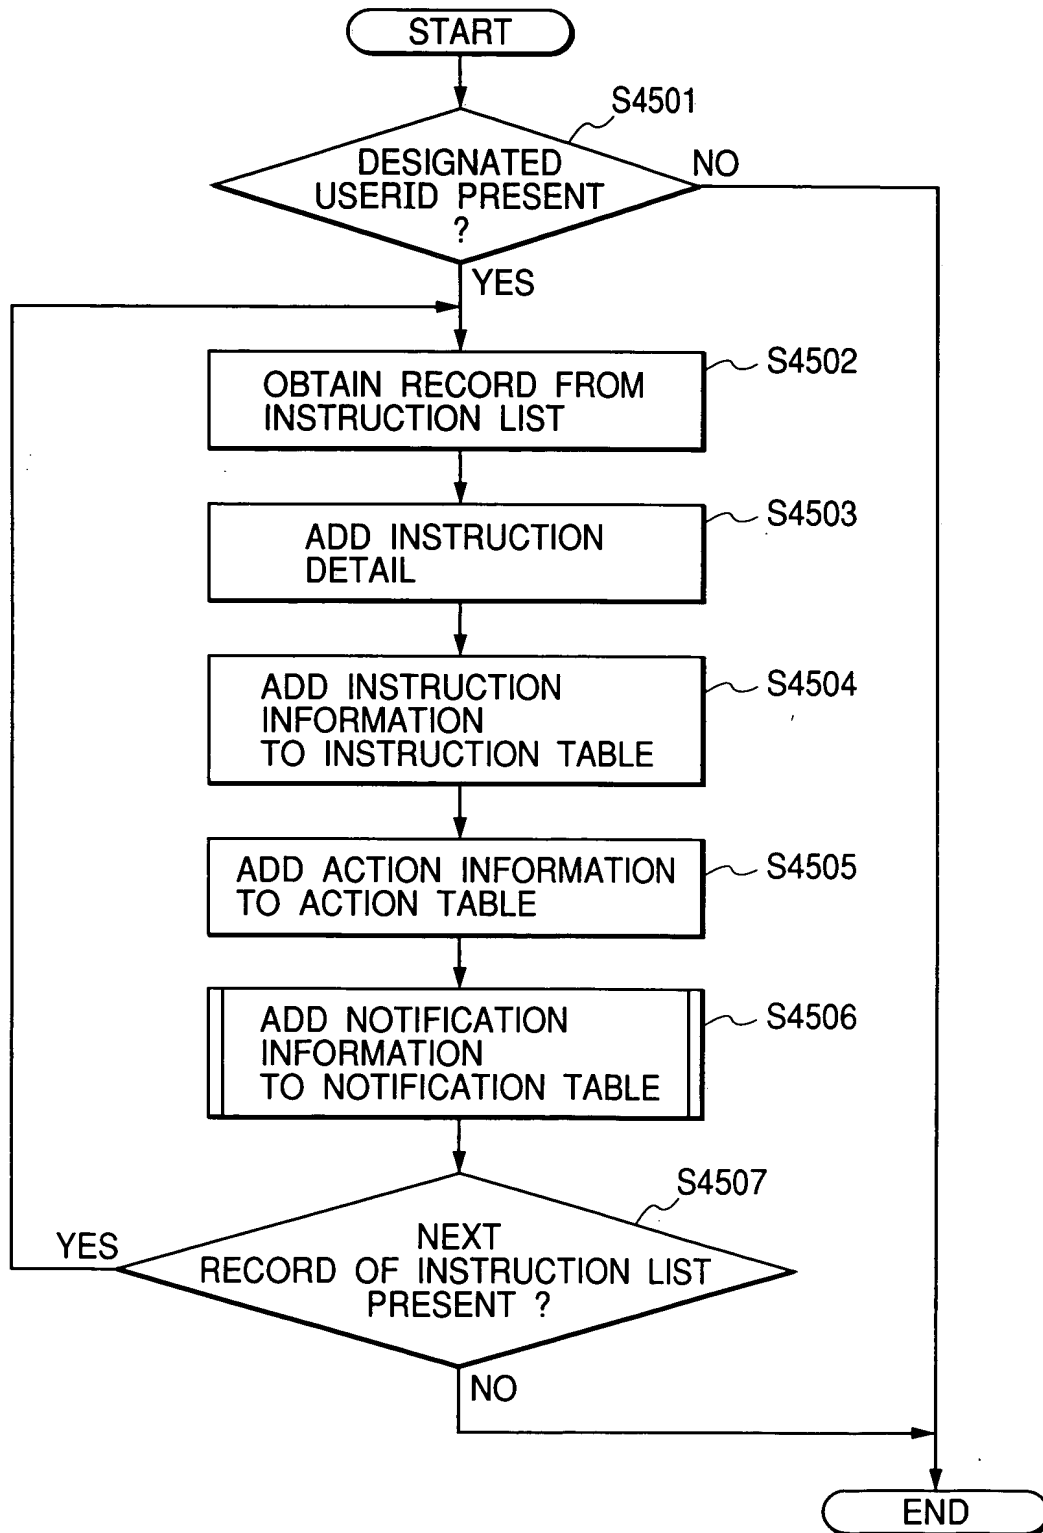 START
S4501
DESIGNATED
USERID PRESENT
?
NO
YES
S4502
OBTAIN RECORD FROM
INSTRUCTION LIST
S4503
ADD INSTRUCTION
DETAIL
S4504
ADD INSTRUCTION
INFORMATION
TO INSTRUCTION TABLE
S4505
ADD ACTION INFORMATION
TO ACTION TABLE
S4506
ADD NOTIFICATION
INFORMATION
TO NOTIFICATION TABLE
S4507
YES
NEXT
RECORD OF INSTRUCTION LIST
PRESENT ?
NO
END